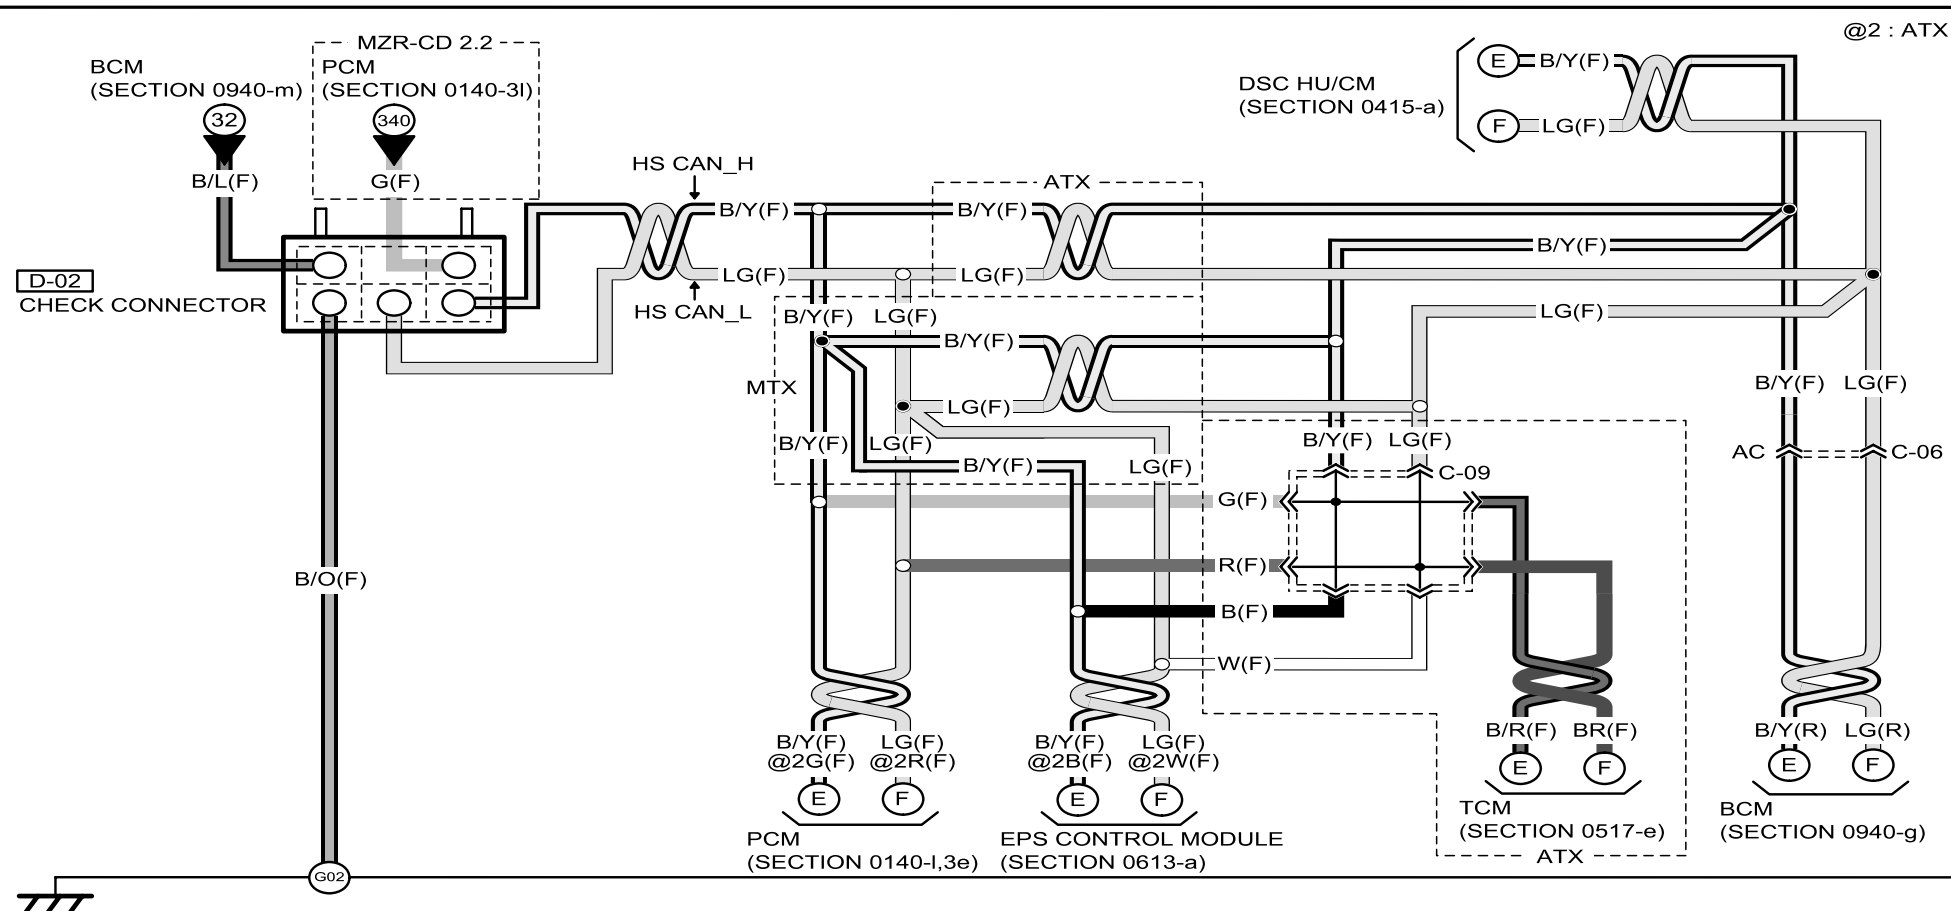 @2 : ATX
MZR-CD 2.2
BCM
(SECTION 0940-m)
PCM
(SECTION 0140-3l)
32
340
B/L(F)
G(F)
DSC HU/CM
(SECTION 0415-a)
E
B/Y(F)
F
LG(F)
HS CAN_H
ATX
B/Y(F)
B/Y(F)
B/Y(F)
LG(F)
LG(F)
D-02
CHECK CONNECTOR
HS CAN_L
B/Y(F)
LG(F)
LG(F)
B/Y(F)
MTX
LG(F)
B/Y(F)
LG(F)
B/Y(F)
LG(F)
B/Y(F)
LG(F)
B/Y(F)
LG(F)
AC
C-06
B/Y(F)
LG(F)
C-09
G(F)
R(F)
B/O(F)
B(F)
W(F)
B/Y(F)
@2G(F)
LG(F)
@2R(F)
B/Y(F)
@2B(F)
LG(F)
@2W(F)
B/R(F)
BR(F)
B/Y(R)
LG(R)
E
F
E
F
E
F
E
F
PCM
(SECTION 0140-l,3e)
EPS CONTROL MODULE
(SECTION 0613-a)
TCM
(SECTION 0517-e)
BCM
(SECTION 0940-g)
ATX
G02